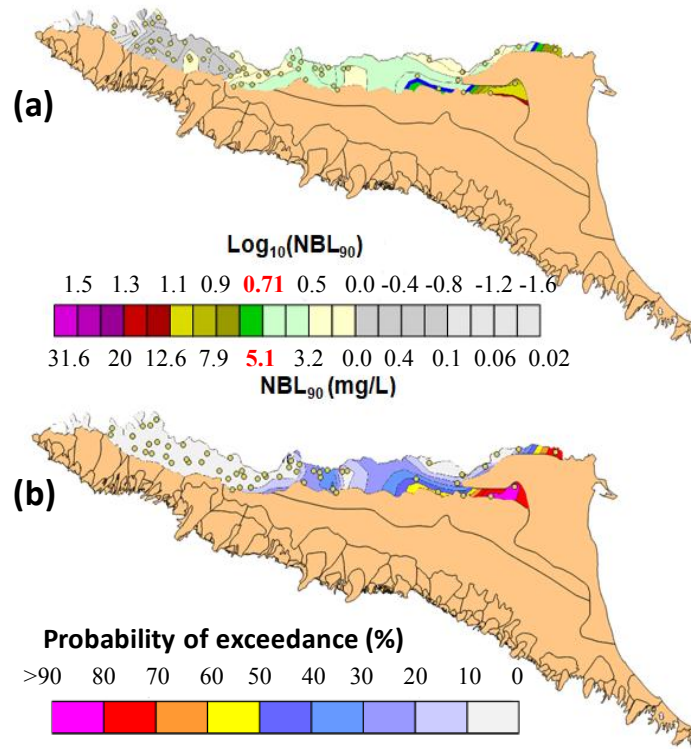 (a)
Log10(NBL90)
1.5 1.3 1.1 0.9 0.71 0.5 0.0 -0.4 -0.8 -1.2 -1.6
31.6 20 12.6 7.9 5.1 3.2 0.0 0.4 0.1 0.06 0.02
NBL90 (mg/L)
(b)
Probability of exceedance (%)
>90 80 70 60 50 40 30 20 10 0